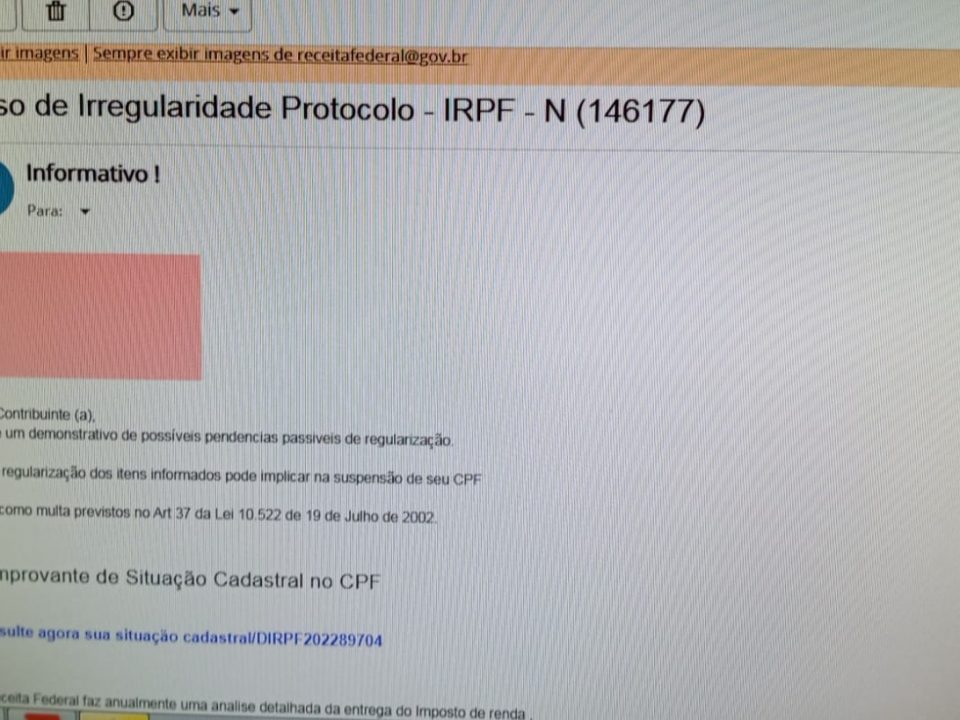 Mais
ir imagens | Sempre exibir imagens de receitafederal@gov.br
so de Irregularidade Protocolo - IRPF - N (146177)
Informativo !
Para:
Contribuinte (a),
um demonstrativo de possíveis pendencias passiveis de regularização.
regularização dos itens informados pode implicar na suspensão de seu CPF
como multa previstos no Art 37 da Lei 10.522 de 19 de Julho de 2002.
mprovante de Situação Cadastral no CPF
sulte agora sua situação cadastral/DIRPF202289704
ceita Federal faz anualmente uma analise detalhada da entrega do Imposto de renda .